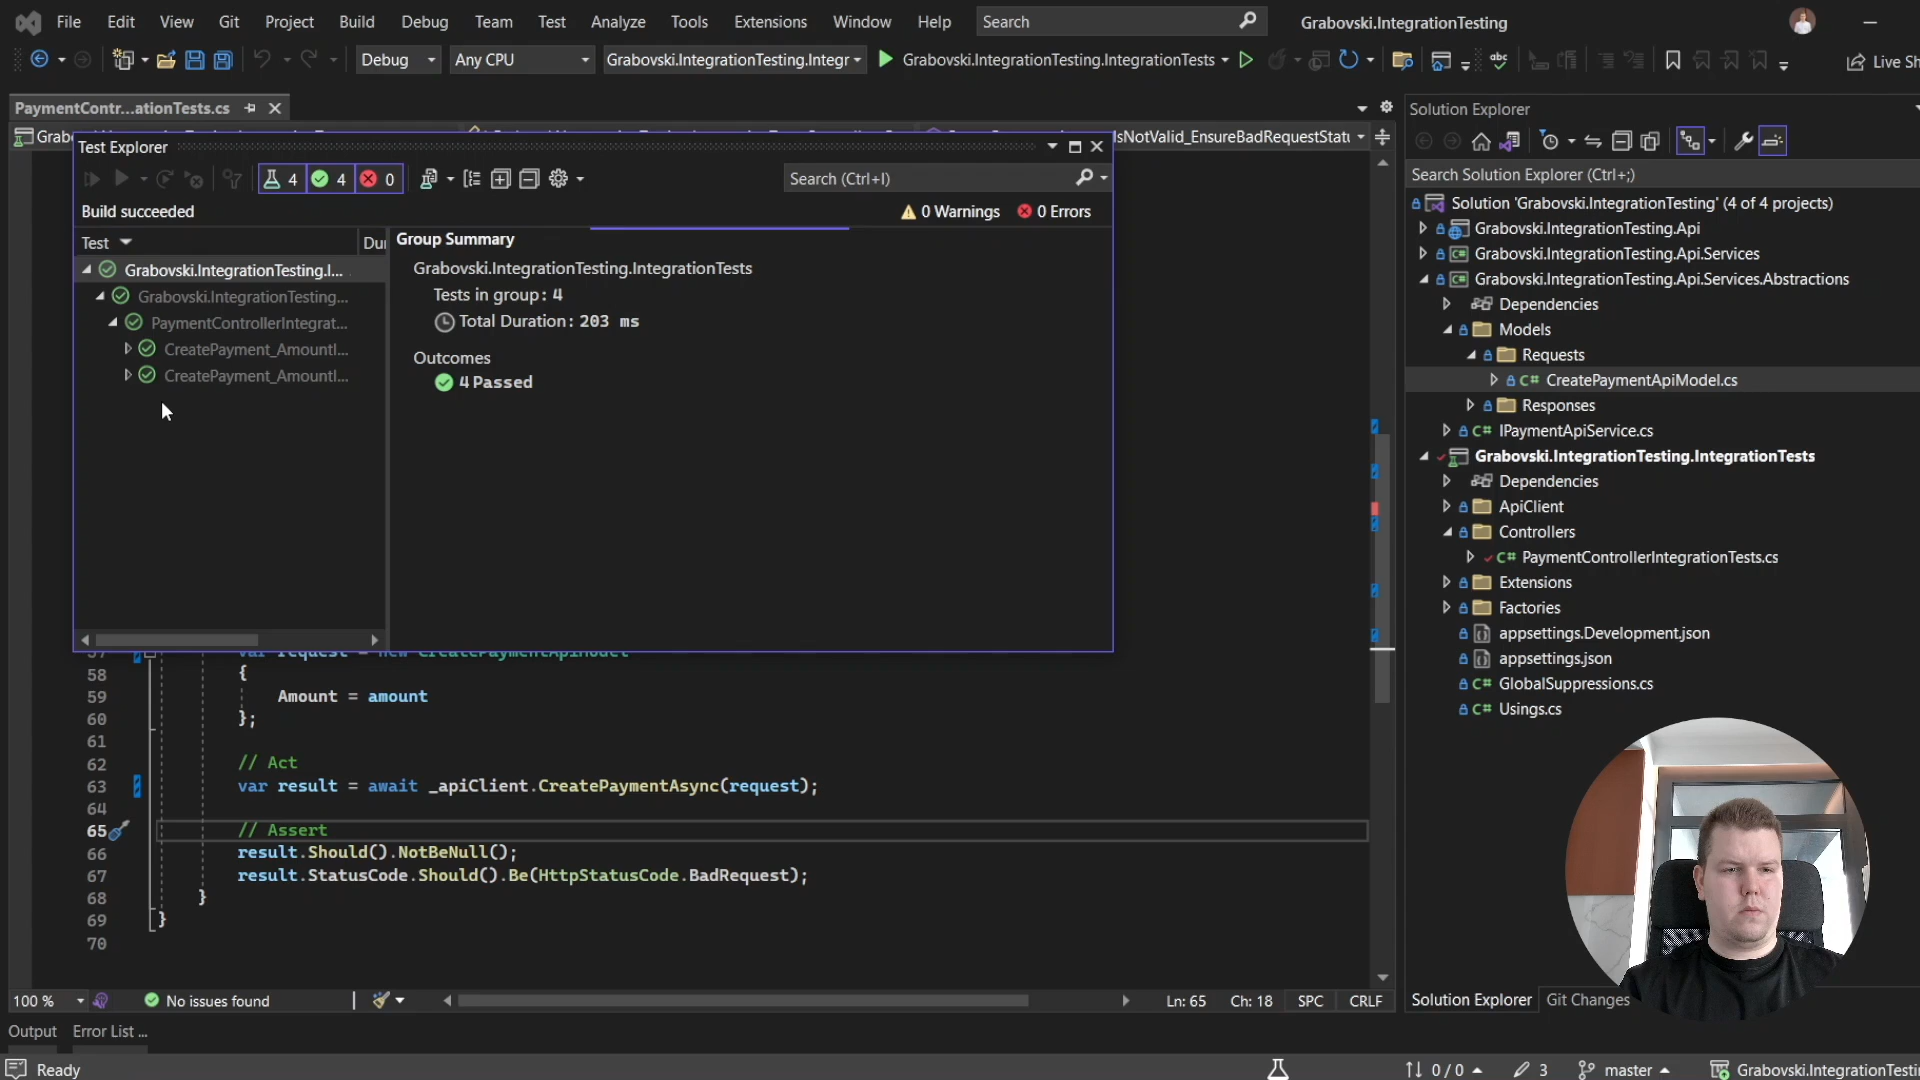 File Edit View Git Project Build Debug Team Test Analyze Tools Extensions Window Help Search Grabovski.IntegrationTesting
Debug Any CPU Grabovski.IntegrationTesting.Integr Grabovski.IntegrationTesting.IntegrationTests Live Sh
PaymentContr...ationTests.cs
Grab sNotValid_EnsureBadRequestStatu
Test Explorer
4 4 0 Search (Ctrl+I)
Build succeeded 0 Warnings 0 Errors
Test Du
Grabovski.IntegrationTesting.I...
Grabovski.IntegrationTesting...
PaymentControllerIntegrat...
CreatePayment_AmountI...
CreatePayment_AmountI...
Group Summary
Grabovski.IntegrationTesting.IntegrationTests
Tests in group: 4
Total Duration: 203 ms
Outcomes
4 Passed
57 var request = new CreatePaymentApiModel
58 {
59 Amount = amount
60 };
61
62 // Act
63 var result = await _apiClient.CreatePaymentAsync(request);
64
65 // Assert
66 result.Should().NotBeNull();
67 result.StatusCode.Should().Be(HttpStatusCode.BadRequest);
68 }
69 }
70
100 % No issues found Ln: 65 Ch: 18 SPC CRLF
Output Error List ...
Ready 0 / 0 3 master Grabovski.IntegrationTesti
Solution Explorer
Search Solution Explorer (Ctrl+;)
Solution 'Grabovski.IntegrationTesting' (4 of 4 projects)
Grabovski.IntegrationTesting.Api
Grabovski.IntegrationTesting.Api.Services
Grabovski.IntegrationTesting.Api.Services.Abstractions
Dependencies
Models
Requests
C# CreatePaymentApiModel.cs
Responses
C# IPaymentApiService.cs
Grabovski.IntegrationTesting.IntegrationTests
Dependencies
ApiClient
Controllers
C# PaymentControllerIntegrationTests.cs
Extensions
Factories
appsettings.Development.json
appsettings.json
C# GlobalSuppressions.cs
C# Usings.cs
Solution Explorer Git Changes